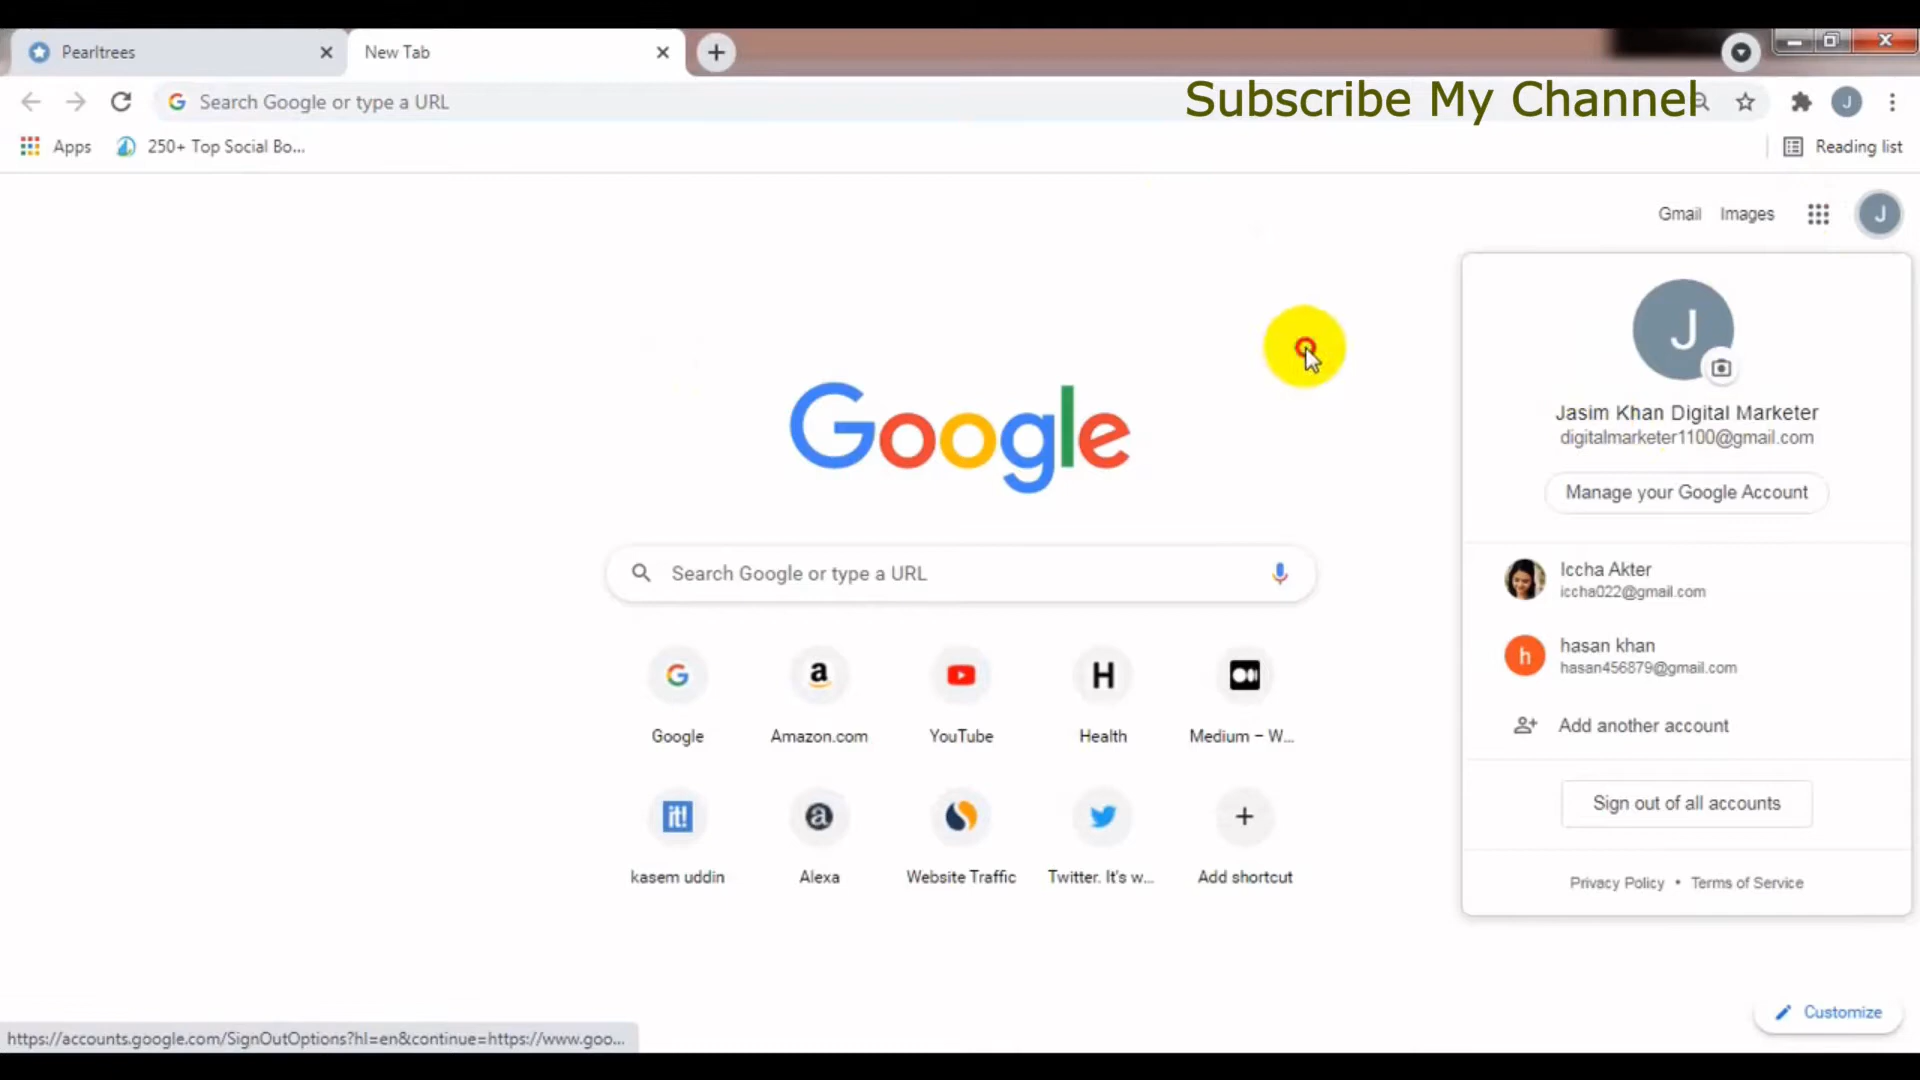 Pearltrees
New Tab
Search Google or type a URL
Subscribe My Channel
J
Apps
250+ Top Social Bo...
Reading list
Gmail
Images
J
J
Jasim Khan Digital Marketer
digitalmarketer1100@gmail.com
Manage your Google Account
Google
Iccha Akter
iccha022@gmail.com
Search Google or type a URL
h
hasan khan
hasan456879@gmail.com
G
a
H
Google
Amazon.com
YouTube
Health
Medium – W...
Add another account
it!
a
Sign out of all accounts
kasem uddin
Alexa
Website Traffic
Twitter. It's w...
Add shortcut
Privacy Policy • Terms of Service
Customize
https://accounts.google.com/SignOutOptions?hl=en&continue=https://www.goo...